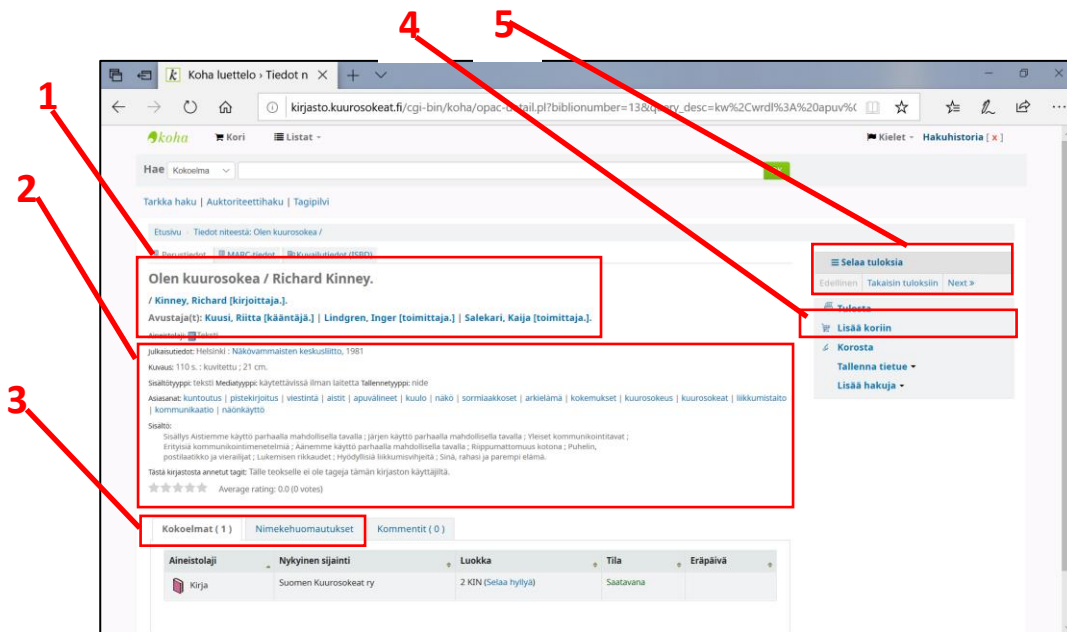 4 5
Koha luettelo › Tiedot n
1
kirjasto.kuurosokeat.fi/cgi-bin/koha/opac-detail.pl?biblionumber=13&query_desc=kw%2Cwrdl%3A%20apuv%(
koha Kori Listat Kielet Hakuhistoria [ x ]
Hae Kokoelma
2
Tarkka haku | Auktoriteettihaku | Tagipilvi
Etusivu Tiedot niteestä: Olen kuurosokea /
Perustiedot MARC-tiedot Kuvailutiedot (ISBD)
Selaa tuloksia
Edellinen Takaisin tuloksiin Next »
Olen kuurosokea / Richard Kinney.
/ Kinney, Richard [kirjoittaja.].
Avustaja(t): Kuusi, Riitta [kääntäjä.] | Lindgren, Inger [toimittaja.] | Salekari, Kaija [toimittaja.].
Tulosta
Lisää koriin
Korosta
Tallenna tietue
Lisää hakuja
Aineistolaji: Teksti
Julkaisutiedot: Helsinki : Näkövammaisten keskusliitto, 1981
Kuvaus: 110 s. : kuvitettu ; 21 cm.
Sisältötyyppi: teksti Mediatyyppi: käytettävissä ilman laitetta Tallennetyyppi: nide
3
Asiasanat: kuntoutus | pistekirjoitus | viestintä | aistit | apuvälineet | kuulo | näkö | sormiaakkoset | arkielämä | kokemukset | kuurosokeus | kuurosokeat | liikkumistaito
| kommunikaatio | näönkäyttö
Sisältö:
Sisällys Aistiemme käyttö parhaalla mahdollisella tavalla ; Järjen käyttö parhaalla mahdollisella tavalla ; Yleiset kommunikointitavat ;
Erityisiä kommunikointimenetelmiä ; Äänemme käyttö parhaalla mahdollisella tavalla ; Riippumattomuus kotona ; Puhelin,
postilaatikko ja vierailijat ; Lukemisen rikkaudet ; Hyödyllisiä liikkumisvihjeitä ; Sinä, rahasi ja parempi elämä.
Tästä kirjastosta annetut tagit: Tälle teokselle ei ole tageja tämän kirjaston käyttäjiltä.
Average rating: 0.0 (0 votes)
Kokoelmat ( 1 ) Nimekehuomautukset Kommentit ( 0 )
Aineistolaji Nykyinen sijainti Luokka Tila Eräpäivä
Kirja Suomen Kuurosokeat ry 2 KIN (Selaa hyllyä) Saatavana